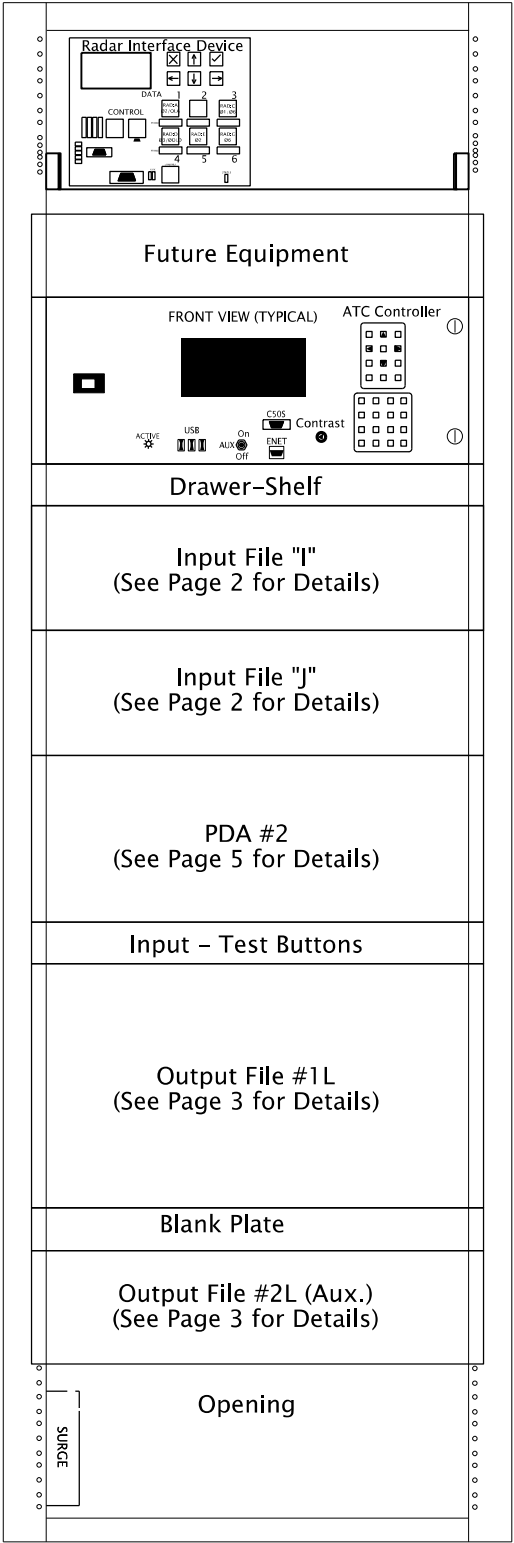 Radar Interface Device
DATA 1 2 3
CONTROL
4 5 6
Future Equipment
FRONT VIEW (TYPICAL)
ATC Controller
C50S
Contrast
ACTIVE
USB
On
AUX
Off
ENET
Drawer-Shelf
Input File "I"
(See Page 2 for Details)
Input File "J"
(See Page 2 for Details)
PDA #2
(See Page 5 for Details)
Input - Test Buttons
Output File #1L
(See Page 3 for Details)
Blank Plate
Output File #2L (Aux.)
(See Page 3 for Details)
Opening
SURGE